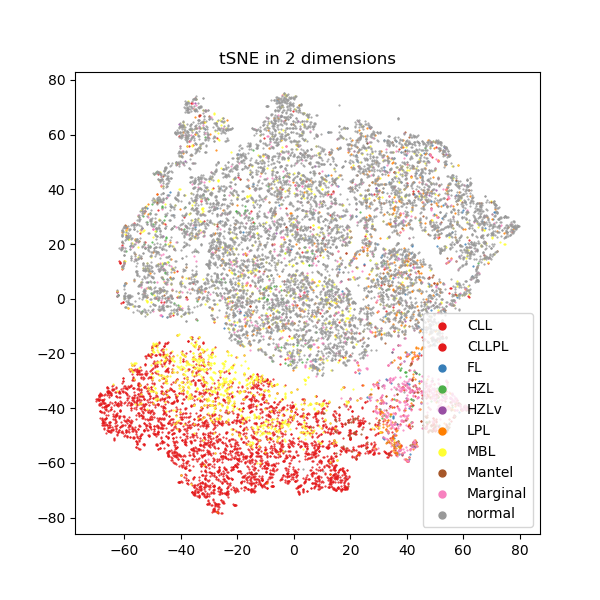 tSNE in 2 dimensions
80
60
40
20
0
−20
−40
−60
−80
CLL
CLLPL
FL
HZL
HZLv
LPL
MBL
Mantel
Marginal
normal
−60 −40 −20 0 20 40 60 80